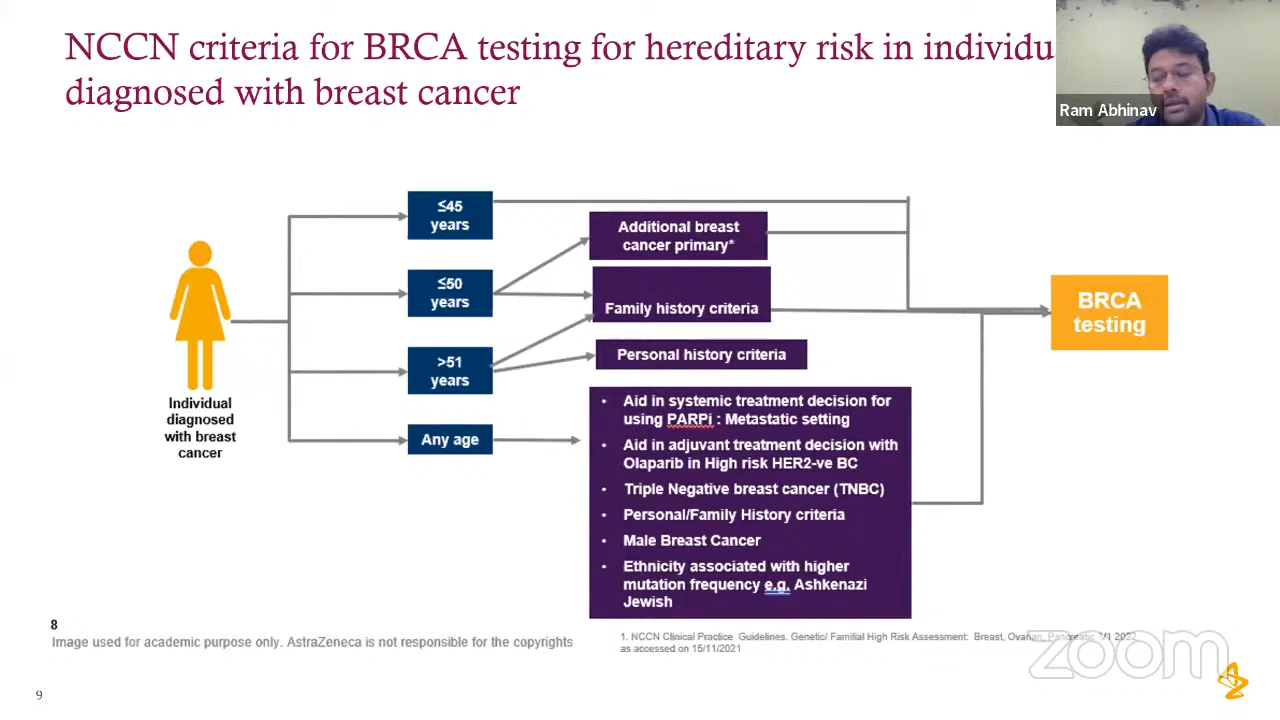 NCCN criteria for BRCA testing for hereditary risk in individu
diagnosed with breast cancer
Ram Abhinav
≤45
years
Additional breast
cancer primary*
≤50
years
Family history criteria
BRCA
testing
>51
years
Personal history criteria
Individual
diagnosed
with breast
cancer
Any age
• Aid in systemic treatment decision for
using PARPi : Metastatic setting
• Aid in adjuvant treatment decision with
Olaparib in High risk HER2-ve BC
• Triple Negative breast cancer (TNBC)
• Personal/Family History criteria
• Male Breast Cancer
• Ethnicity associated with higher
mutation frequency e.g. Ashkenazi
Jewish
8
Image used for academic purpose only. AstraZeneca is not responsible for the copyrights
1. NCCN Clinical Practice Guidelines. Genetic/ Familial High Risk Assessment: Breast, Ovarian, Pancreatic, V1 2022
as accessed on 15/11/2021
zoom
9